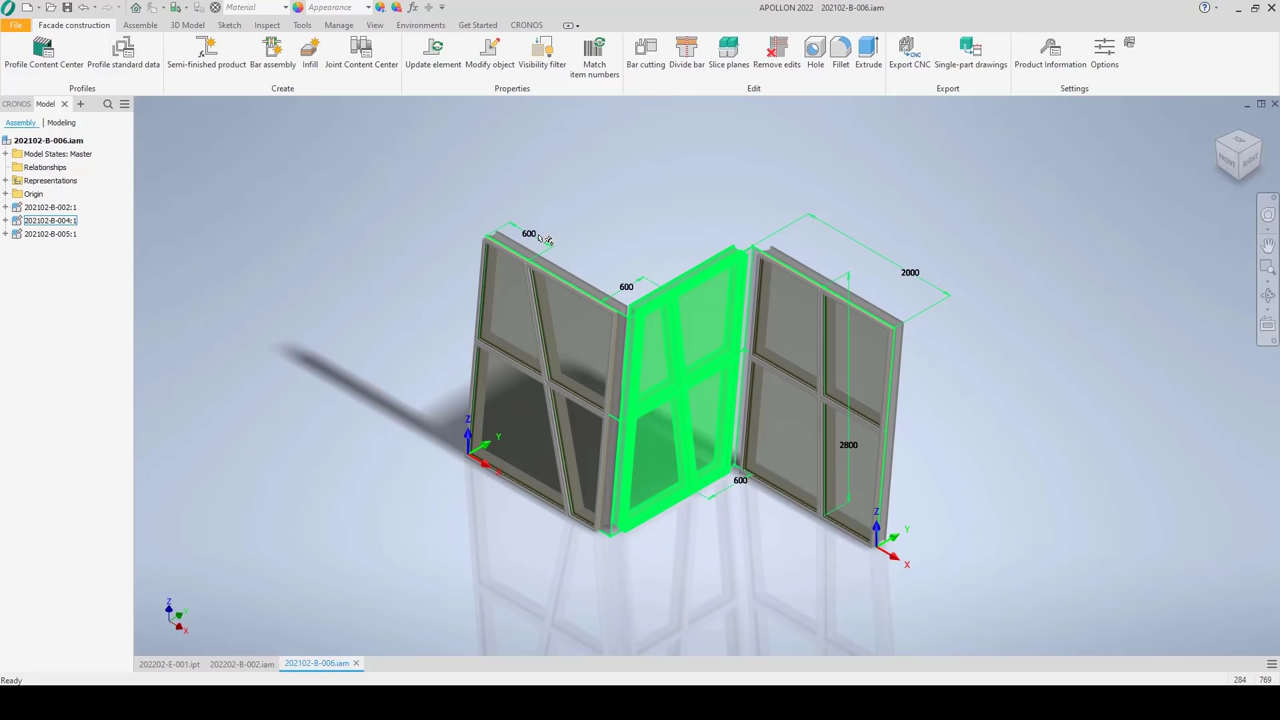 Material
Appearance
APOLLON 2022 202102-B-006.iam
File
Facade construction
Assemble
3D Model
Sketch
Inspect
Tools
Manage
View
Environments
Get Started
CRONOS
Profile Content Center
Profile standard data
Semi-finished product
Bar assembly
Infill
Joint Content Center
Update element
Modify object
Visibility filter
Match
item numbers
Bar cutting
Divide bar
Slice planes
Remove edits
Hole
Fillet
Extrude
Export CNC
Single-part drawings
Product Information
Options
Profiles
Create
Properties
Edit
Export
Settings
CRONOS
Model
Assembly
Modeling
202102-B-006.iam
Model States: Master
Relationships
Representations
Origin
202102-B-002:1
202102-B-004:1
202102-B-005:1
TOP
FRONT
RIGHT
600
600
2000
2800
600
Z
Y
Z
Y
X
Z
Y
X
202202-E-001.ipt
202202-B-002.iam
202102-B-006.iam
Ready
284
769